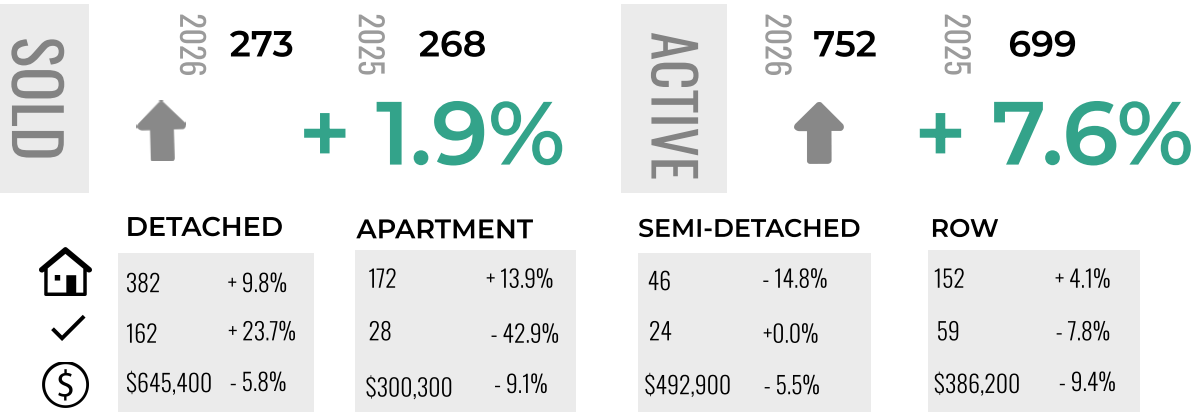 SOLD
2026
273
2025
268
+ 1.9%
ACTIVE
2026
752
2025
699
+ 7.6%
DETACHED
382 + 9.8%
162 + 23.7%
$645,400 - 5.8%
APARTMENT
172 + 13.9%
28 - 42.9%
$300,300 - 9.1%
SEMI-DETACHED
46 - 14.8%
24 +0.0%
$492,900 - 5.5%
ROW
152 + 4.1%
59 - 7.8%
$386,200 - 9.4%
$